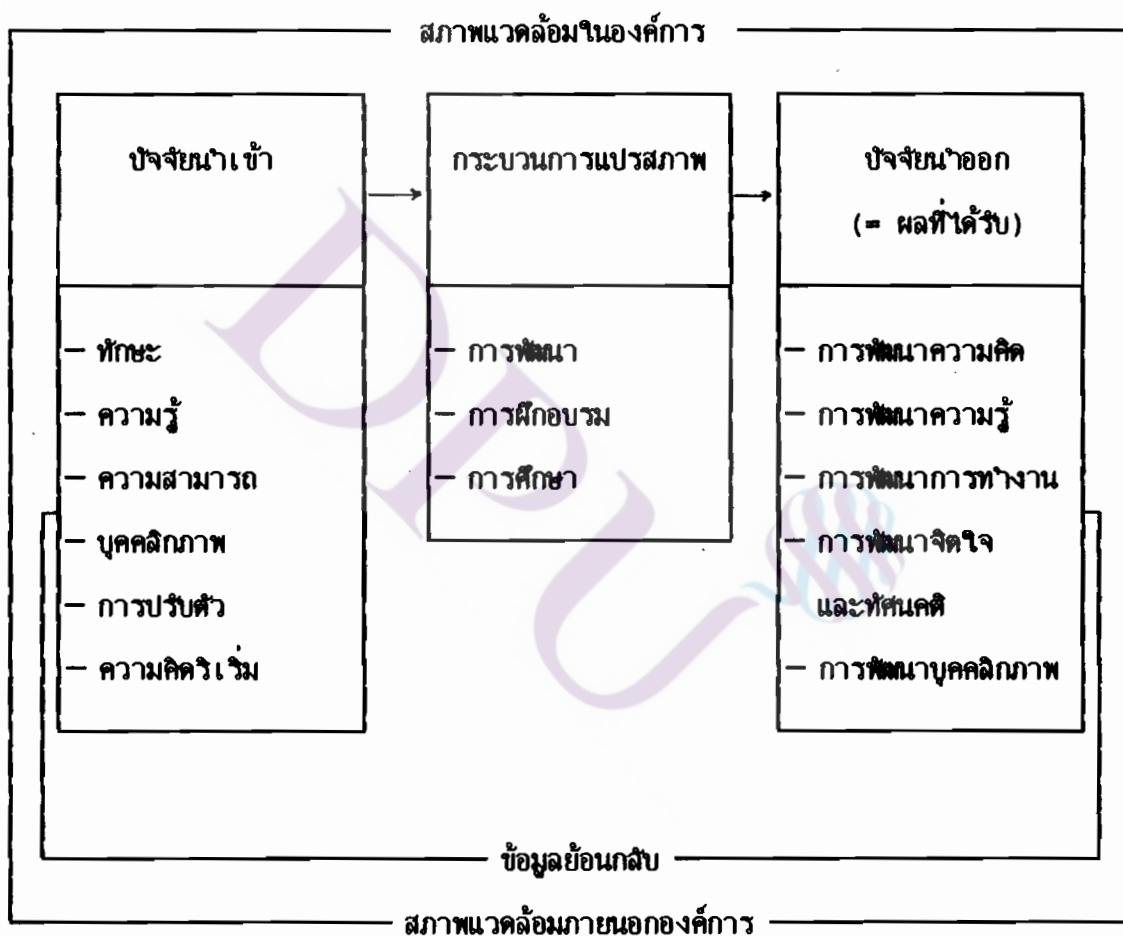 สภาพแวดล้อมในองค์การ
ปัจจัยนำเข้า
กระบวนการแปรสภาพ
ปัจจัยนำออก
(= ผลที่ได้รับ)
– ทักษะ
– ความรู้
– ความสามารถ
– บุคคลิกภาพ
– การปรับตัว
– ความคิดริเริ่ม
– การพัฒนา
– การฝึกอบรม
– การศึกษา
– การพัฒนาความคิด
– การพัฒนาความรู้
– การพัฒนาการทำงาน
– การพัฒนาจิตใจ
และทัศนคติ
– การพัฒนาบุคคลิกภาพ
ข้อมูลย้อนกลับ
สภาพแวดล้อมภายนอกองค์การ
DPU